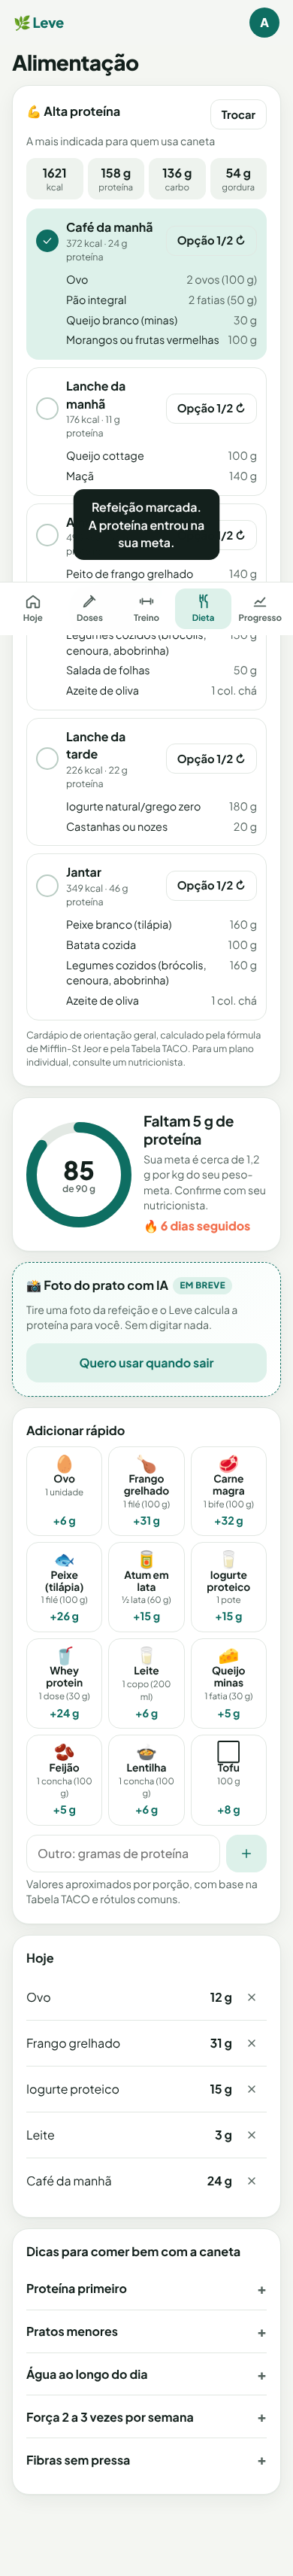 🌿 Leve
A
Alimentação
💪 Alta proteína
Trocar
A mais indicada para quem usa caneta
1621
kcal
158 g
proteína
136 g
carbo
54 g
gordura
Café da manhã
372 kcal · 24 g
proteína
Opção 1/2 ↻
Ovo 2 ovos (100 g)
Pão integral 2 fatias (50 g)
Queijo branco (minas) 30 g
Morangos ou frutas vermelhas 100 g
Lanche da
manhã
176 kcal · 11 g
proteína
Opção 1/2 ↻
Queijo cottage 100 g
Maçã 140 g
Refeição marcada.
A proteína entrou na
sua meta.
1/2 ↻
Peito de frango grelhado 140 g
Hoje
Doses
Treino
Dieta
Progresso
Legumes cozidos (brócolis,
cenoura, abobrinha)
Salada de folhas 50 g
Azeite de oliva 1 col. chá
Lanche da
tarde
226 kcal · 22 g
proteína
Opção 1/2 ↻
Iogurte natural/grego zero 180 g
Castanhas ou nozes 20 g
Jantar
349 kcal · 46 g
proteína
Opção 1/2 ↻
Peixe branco (tilápia) 160 g
Batata cozida 100 g
Legumes cozidos (brócolis, 160 g
cenoura, abobrinha)
Azeite de oliva 1 col. chá
Cardápio de orientação geral, calculado pela fórmula
de Mifflin-St Jeor e pela Tabela TACO. Para um plano
individual, consulte um nutricionista.
85
de 90 g
Faltam 5 g de
proteína
Sua meta é cerca de 1,2
g por kg do seu peso-
meta. Confirme com seu
nutricionista.
🔥 6 dias seguidos
📸 Foto do prato com IA EM BREVE
Tire uma foto da refeição e o Leve calcula a
proteína para você. Sem digitar nada.
Quero usar quando sair
Adicionar rápido
Ovo
1 unidade
+6 g
Frango
grelhado
1 filé (100 g)
+31 g
Carne
magra
1 bife (100 g)
+32 g
Peixe
(tilápia)
1 filé (100 g)
+26 g
Atum em
lata
½ lata (60 g)
+15 g
Iogurte
proteico
1 pote
+15 g
Whey
protein
1 dose (30 g)
+24 g
Leite
1 copo (200
ml)
+6 g
Queijo
minas
1 fatia (30 g)
+5 g
Feijão
1 concha (100
g)
+5 g
Lentilha
1 concha (100
g)
+6 g
Tofu
100 g
+8 g
Outro: gramas de proteína
+
Valores aproximados por porção, com base na
Tabela TACO e rótulos comuns.
Hoje
Ovo 12 g ×
Frango grelhado 31 g ×
Iogurte proteico 15 g ×
Leite 3 g ×
Café da manhã 24 g ×
Dicas para comer bem com a caneta
Proteína primeiro +
Pratos menores +
Água ao longo do dia +
Força 2 a 3 vezes por semana +
Fibras sem pressa +